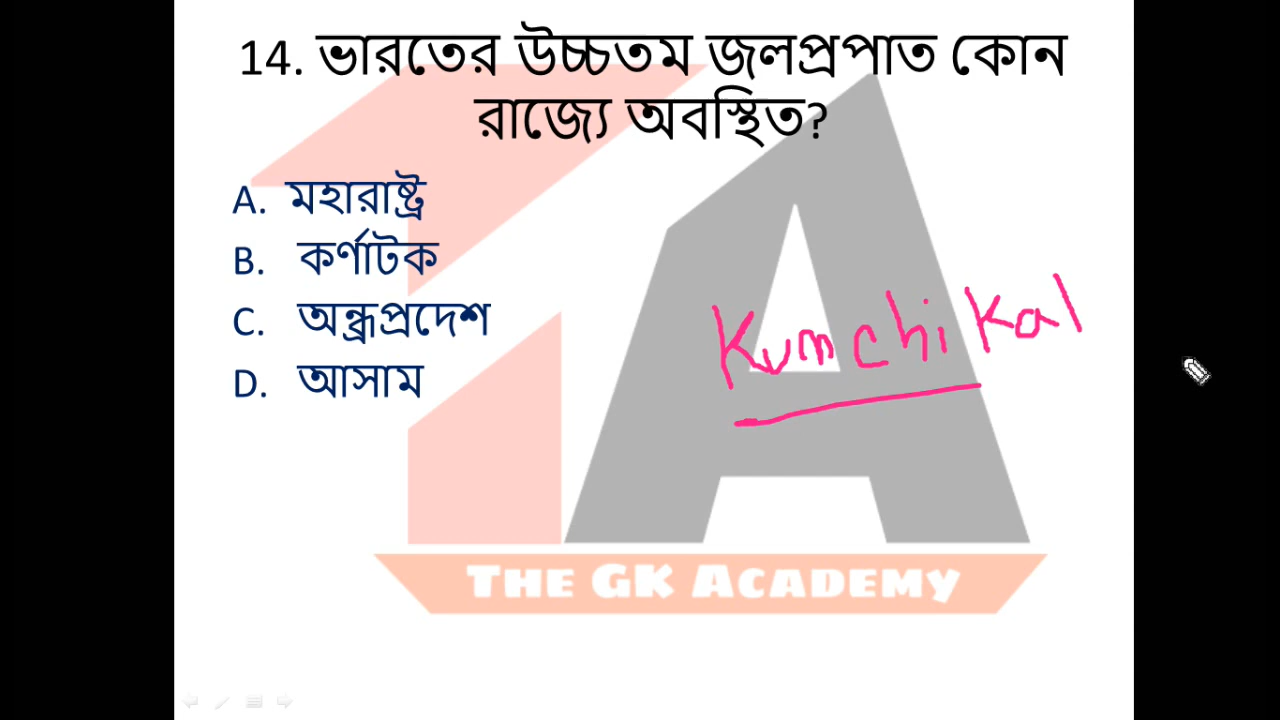 14. ভারতের উচ্চতম জলপ্রপাত কোন
রাজ্যে অবস্থিত?
A. মহারাষ্ট্র
B. কর্ণাটক
C. অন্ধ্রপ্রদেশ
D. আসাম
Kumchikal
THE GK ACADEMY